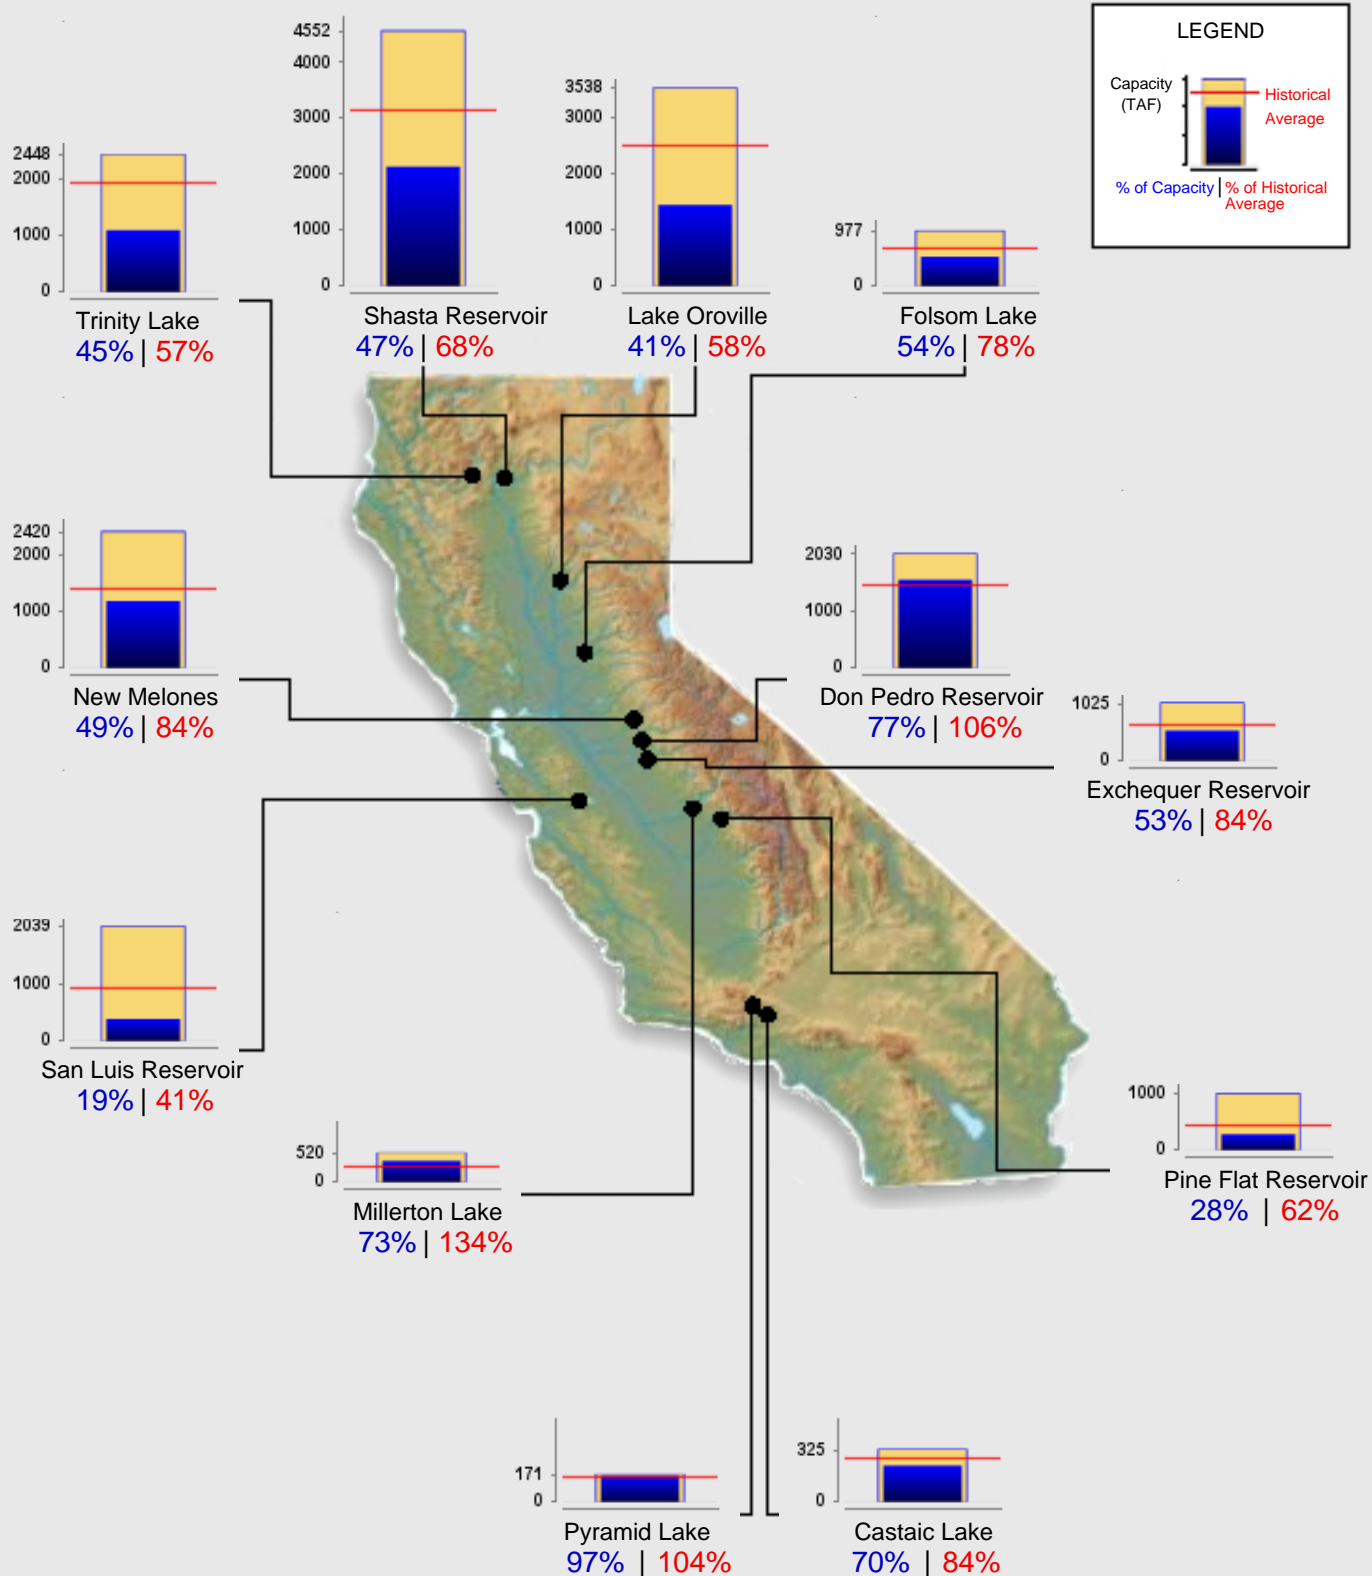 LEGEND
Capacity
(TAF)
Historical
Average
% of Capacity | % of Historical
Average
4552
4000
3000
2000
1000
0
Shasta Reservoir
47% | 68%
3538
3000
2000
1000
0
Lake Oroville
41% | 58%
2448
2000
1000
0
Trinity Lake
45% | 57%
977
0
Folsom Lake
54% | 78%
2420
2000
1000
0
New Melones
49% | 84%
2030
1000
0
Don Pedro Reservoir
77% | 106%
1025
0
Exchequer Reservoir
53% | 84%
2039
1000
0
San Luis Reservoir
19% | 41%
520
0
Millerton Lake
73% | 134%
1000
0
Pine Flat Reservoir
28% | 62%
171
0
Pyramid Lake
97% | 104%
325
0
Castaic Lake
70% | 84%